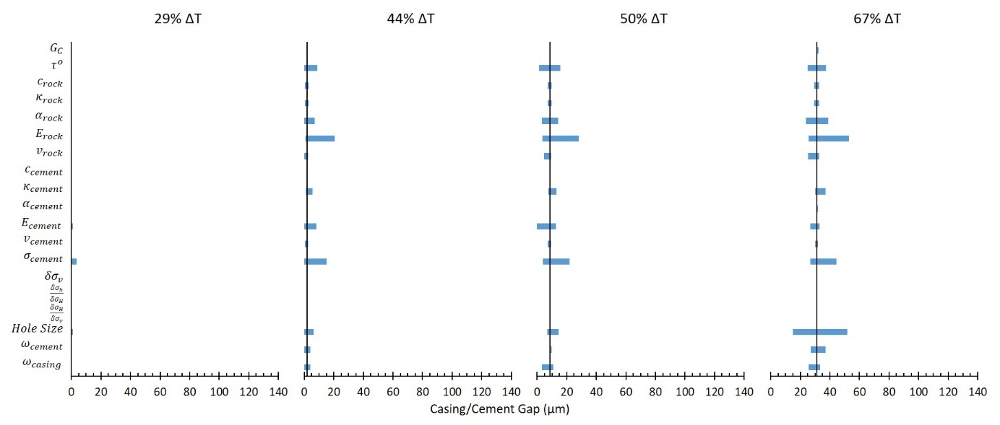 29% ΔT 44% ΔT 50% ΔT 67% ΔT
G_C
τ^o
c_rock
κ_rock
α_rock
E_rock
ν_rock
c_cement
κ_cement
α_cement
E_cement
ν_cement
σ_cement
δσ_v
δσ_h/δσ_H
δσ_H/δσ_v
Hole Size
ω_cement
ω_casing
0 20 40 60 80 100 120 140 0 20 40 60 80 100 120 140 0 20 40 60 80 100 120 140 0 20 40 60 80 100 120 140
Casing/Cement Gap (μm)